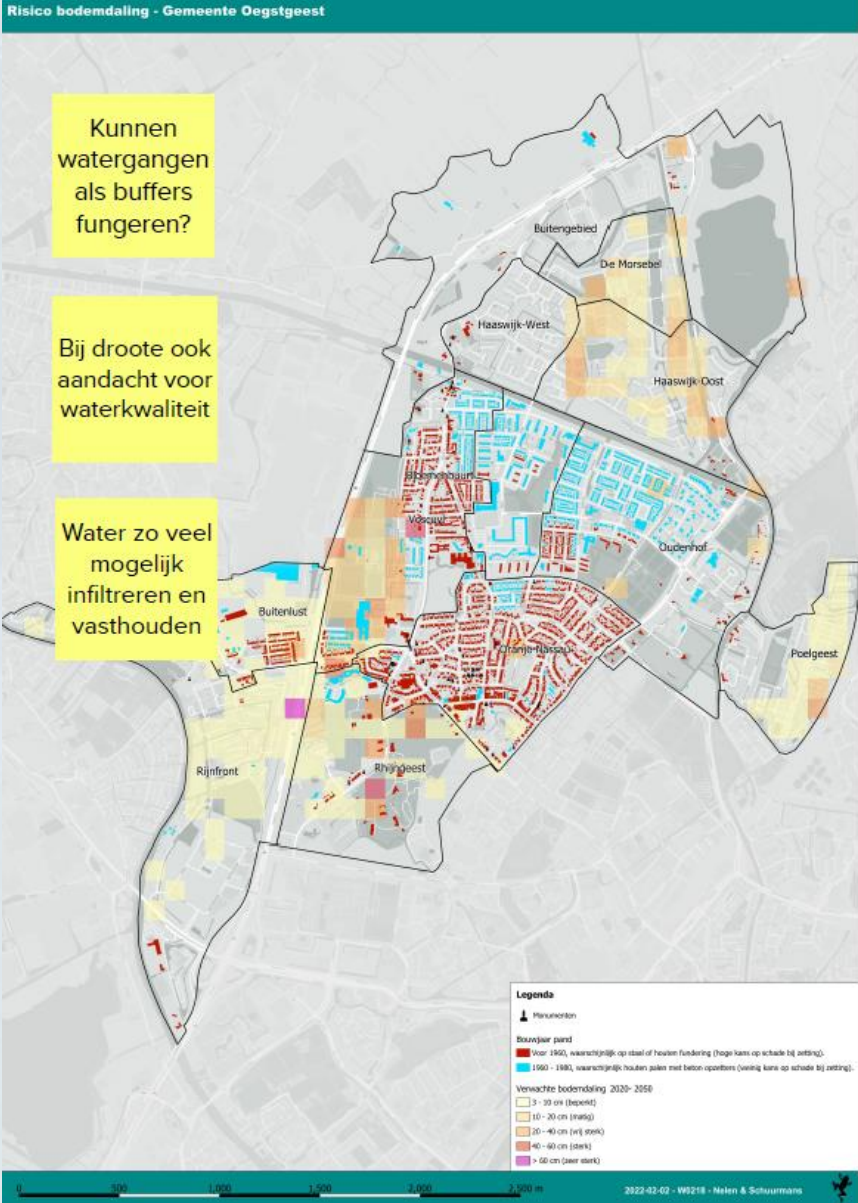 Risico bodemdaling - Gemeente Oegstgeest
Kunnen
watergangen
als buffers
fungeren?
Bij droote ook
aandacht voor
waterkwaliteit
Water zo veel
mogelijk
infiltreren en
vasthouden
Buitengebied
De Morsebel
Haaswijk-West
Haaswijk-Oost
Bloemenbuurt
Voscuyl
Oudenhof
Buitenlust
Oranje-Nassau
Poelgeest
Rijnfront
Rhijngeest
Legenda
Monumenten
Bouwjaar pand
Voor 1960, waarschijnlijk op staal of houten fundering (hoge kans op schade bij zetting).
1960 - 1980, waarschijnlijk houten palen met beton opzetters (weinig kans op schade bij zetting).
Verwachte bodemdaling 2020- 2050
3 - 10 cm (beperkt)
10 - 20 cm (matig)
20 - 40 cm (vrij sterk)
40 - 60 cm (sterk)
> 60 cm (zeer sterk)
0 500 1,000 1,500 2,000 2,500 m
2022-02-02 - W0218 - Nelen & Schuurmans